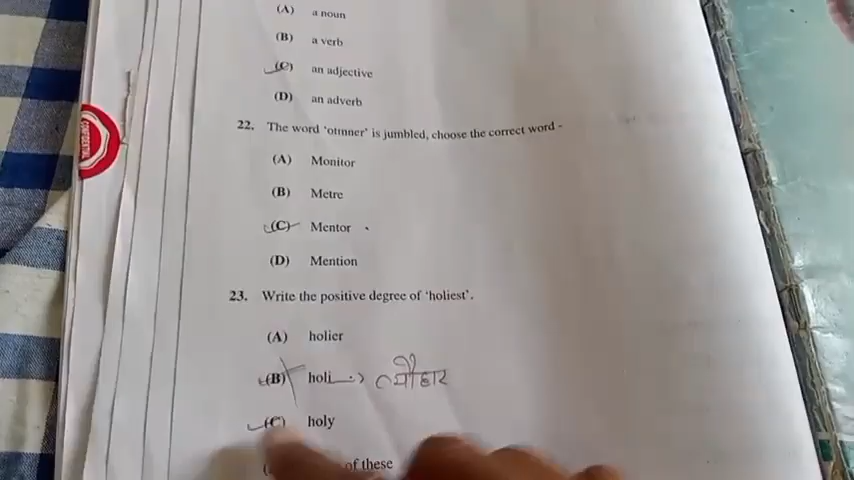 (A) a noun
(B) a verb
(C) an adjective
(D) an adverb
22. The word 'otmner' is jumbled, choose the correct word -
(A) Monitor
(B) Metre
(C) Mentor
(D) Mention
23. Write the positive degree of 'holiest'.
(A) holier
(B) holi → त्यौहार
(C) holy
of these